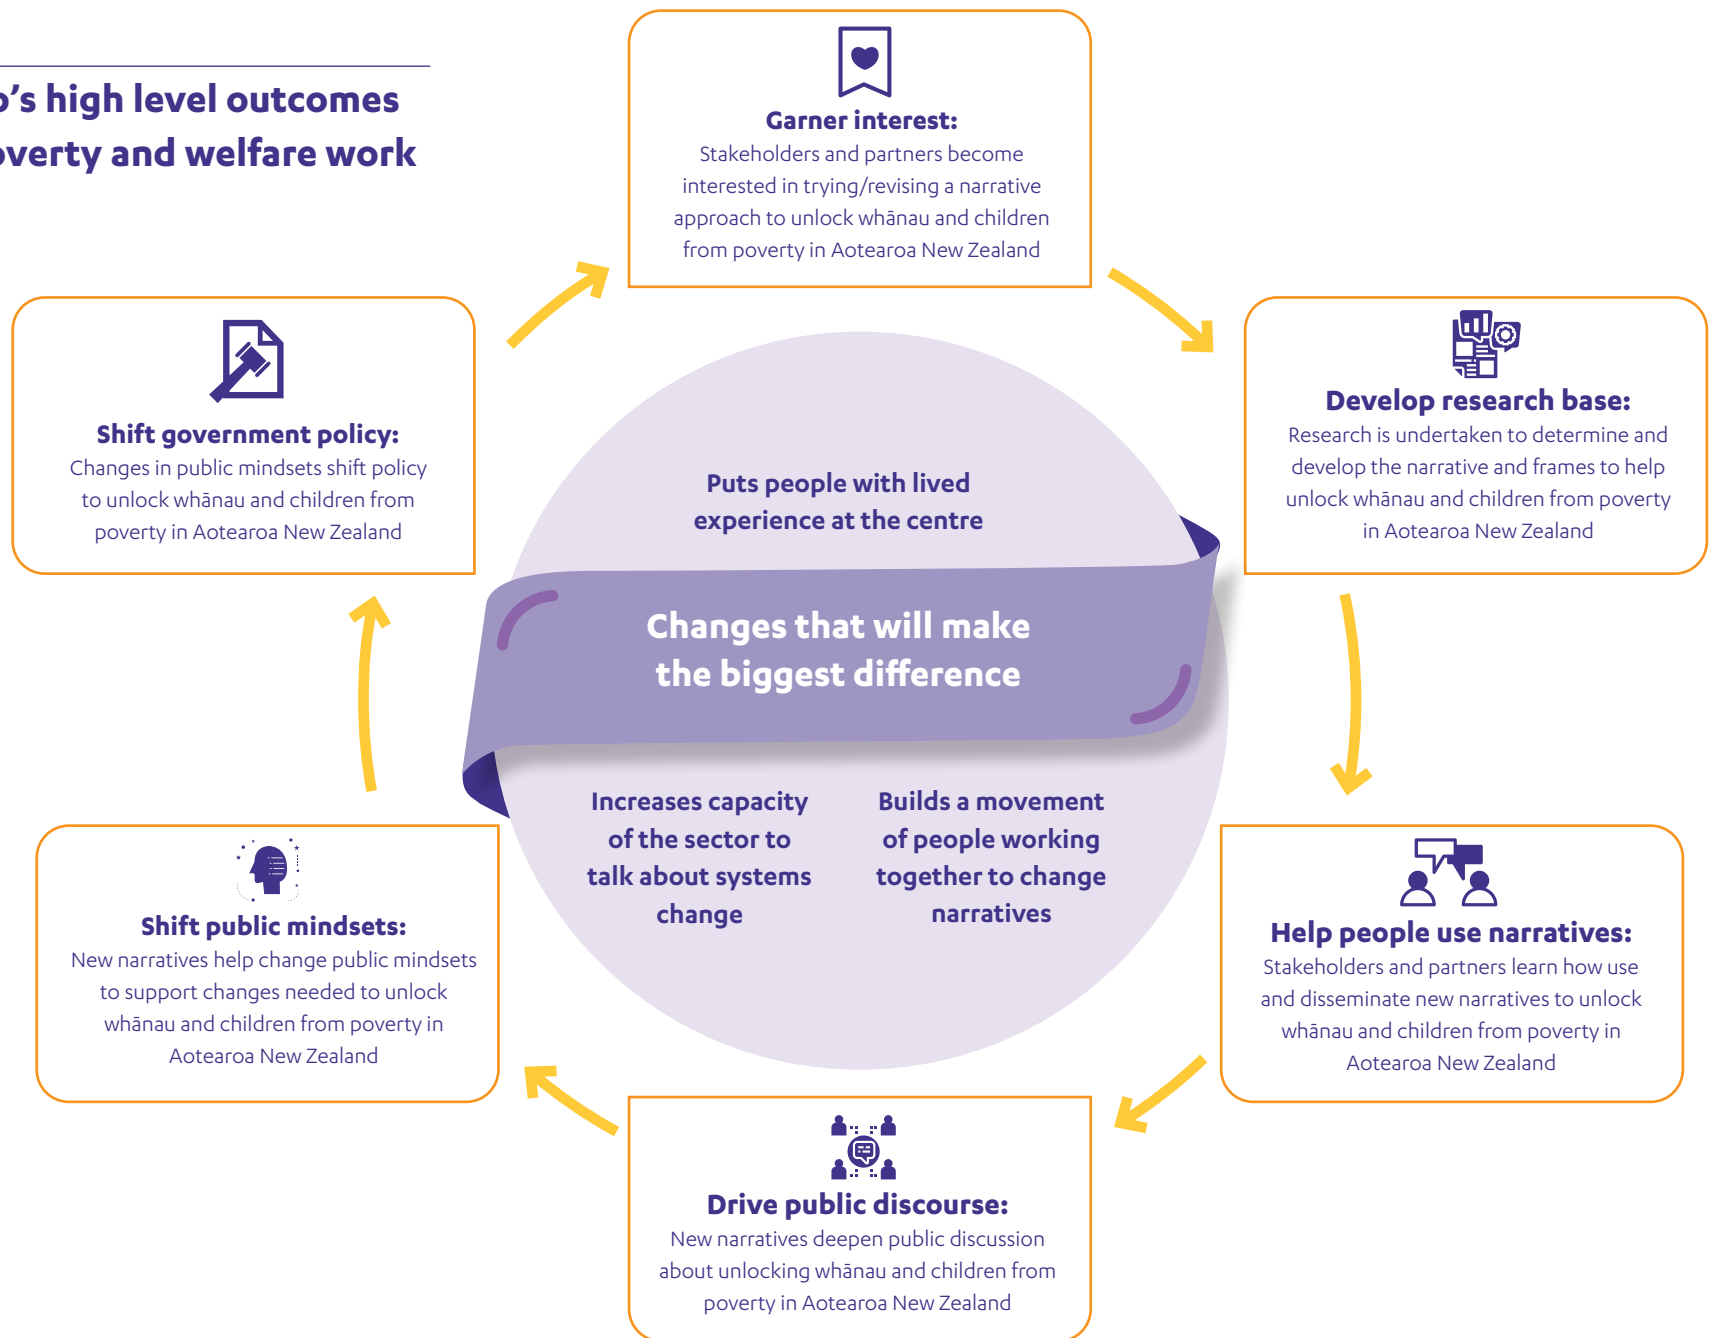 's high level outcomes
overty and welfare work
Garner interest:
Stakeholders and partners become
interested in trying/revising a narrative
approach to unlock whānau and children
from poverty in Aotearoa New Zealand
Develop research base:
Research is undertaken to determine and
develop the narrative and frames to help
unlock whānau and children from poverty
in Aotearoa New Zealand
Help people use narratives:
Stakeholders and partners learn how use
and disseminate new narratives to unlock
whānau and children from poverty in
Aotearoa New Zealand
Drive public discourse:
New narratives deepen public discussion
about unlocking whānau and children from
poverty in Aotearoa New Zealand
Shift public mindsets:
New narratives help change public mindsets
to support changes needed to unlock
whānau and children from poverty in
Aotearoa New Zealand
Shift government policy:
Changes in public mindsets shift policy
to unlock whānau and children from
poverty in Aotearoa New Zealand
Puts people with lived
experience at the centre
Changes that will make
the biggest difference
Increases capacity
of the sector to
talk about systems
change
Builds a movement
of people working
together to change
narratives